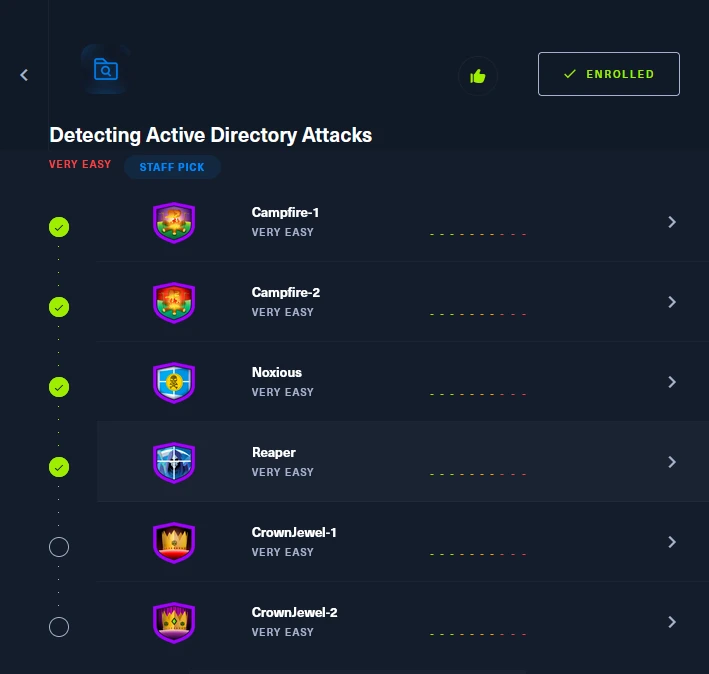 ENROLLED
Detecting Active Directory Attacks
VERY EASY
STAFF PICK
Campfire-1
VERY EASY
Campfire-2
VERY EASY
Noxious
VERY EASY
Reaper
VERY EASY
CrownJewel-1
VERY EASY
CrownJewel-2
VERY EASY